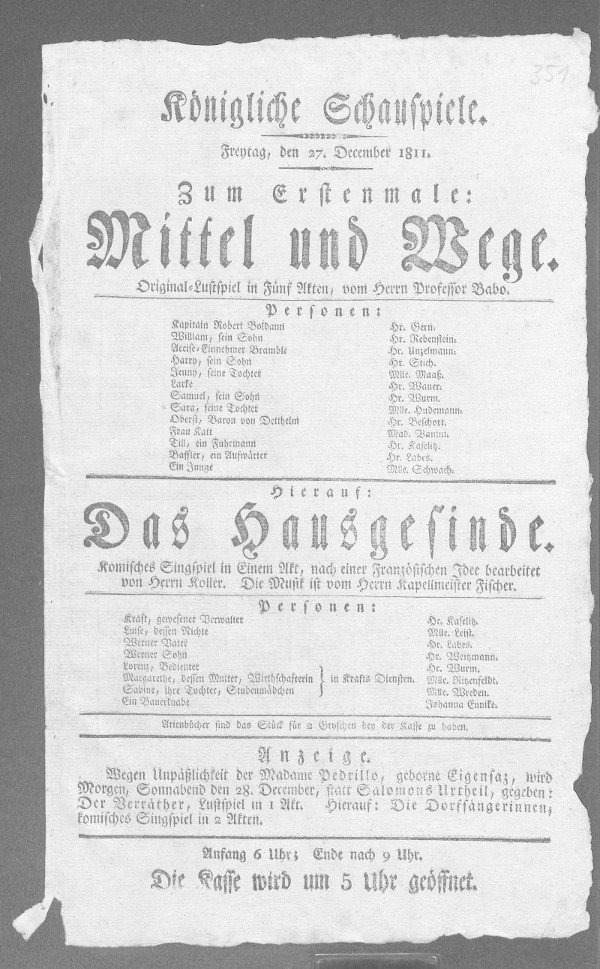 351
Königliche Schauspiele.
Freytag, den 27. December 1811.
Zum Erstenmale:
Mittel und Wege.
Original-Lustspiel in Fünf Akten, vom Herrn Professor Babo.
Personen:
Kapitain Robert Boldann Hr. Gern.
William, sein Sohn Hr. Rebenstein.
Accise-Einnehmer Bramble Hr. Unzelmann.
Harry, sein Sohn Hr. Stich.
Jenny, seine Tochter Mlle. Maaß.
Larke Hr. Wauer.
Samuel, sein Sohn Hr. Wurm.
Sara, seine Tochter Mlle. Hudemann.
Oberst, Baron von Dettheim Hr. Beschort.
Frau Katt Mad. Vanini.
Till, ein Fuhrmann Hr. Kaselitz.
Baffler, ein Aufwärter Hr. Labes.
Ein Junge Mlle. Schwach.
Hierauf:
Das Hausgesinde.
Komisches Singspiel in Einem Akt, nach einer Französischen Idee bearbeitet
von Herrn Koller. Die Musik ist vom Herrn Kapellmeister Fischer.
Personen:
Kraft, gewesener Verwalter Hr. Kaselitz.
Luise, dessen Nichte Mlle. Leist.
Werner Vater Hr. Labes.
Werner Sohn Hr. Weitzmann.
Lorenz, Bedienter Hr. Wurm.
Margarethe, dessen Mutter, Wirthschafterin } in Krafts Diensten. Mlle. Ritzenfeldt.
Sabine, ihre Tochter, Stubenmädchen Mlle. Weeden.
Ein Bauerknabe Johanna Eunike.
Arienbücher sind das Stück für 2 Groschen bey der Kasse zu haben.
Anzeige.
Wegen Unpäßlichkeit der Madame Pedrillo, geborne Eigensatz, wird
Morgen, Sonnabend den 28. December, statt Salomons Urtheil, gegeben:
Der Verräther, Lustspiel in 1 Akt. Hierauf: Die Dorfsängerinnen,
komisches Singspiel in 2 Akten.
Anfang 6 Uhr; Ende nach 9 Uhr.
Die Kasse wird um 5 Uhr geöffnet.